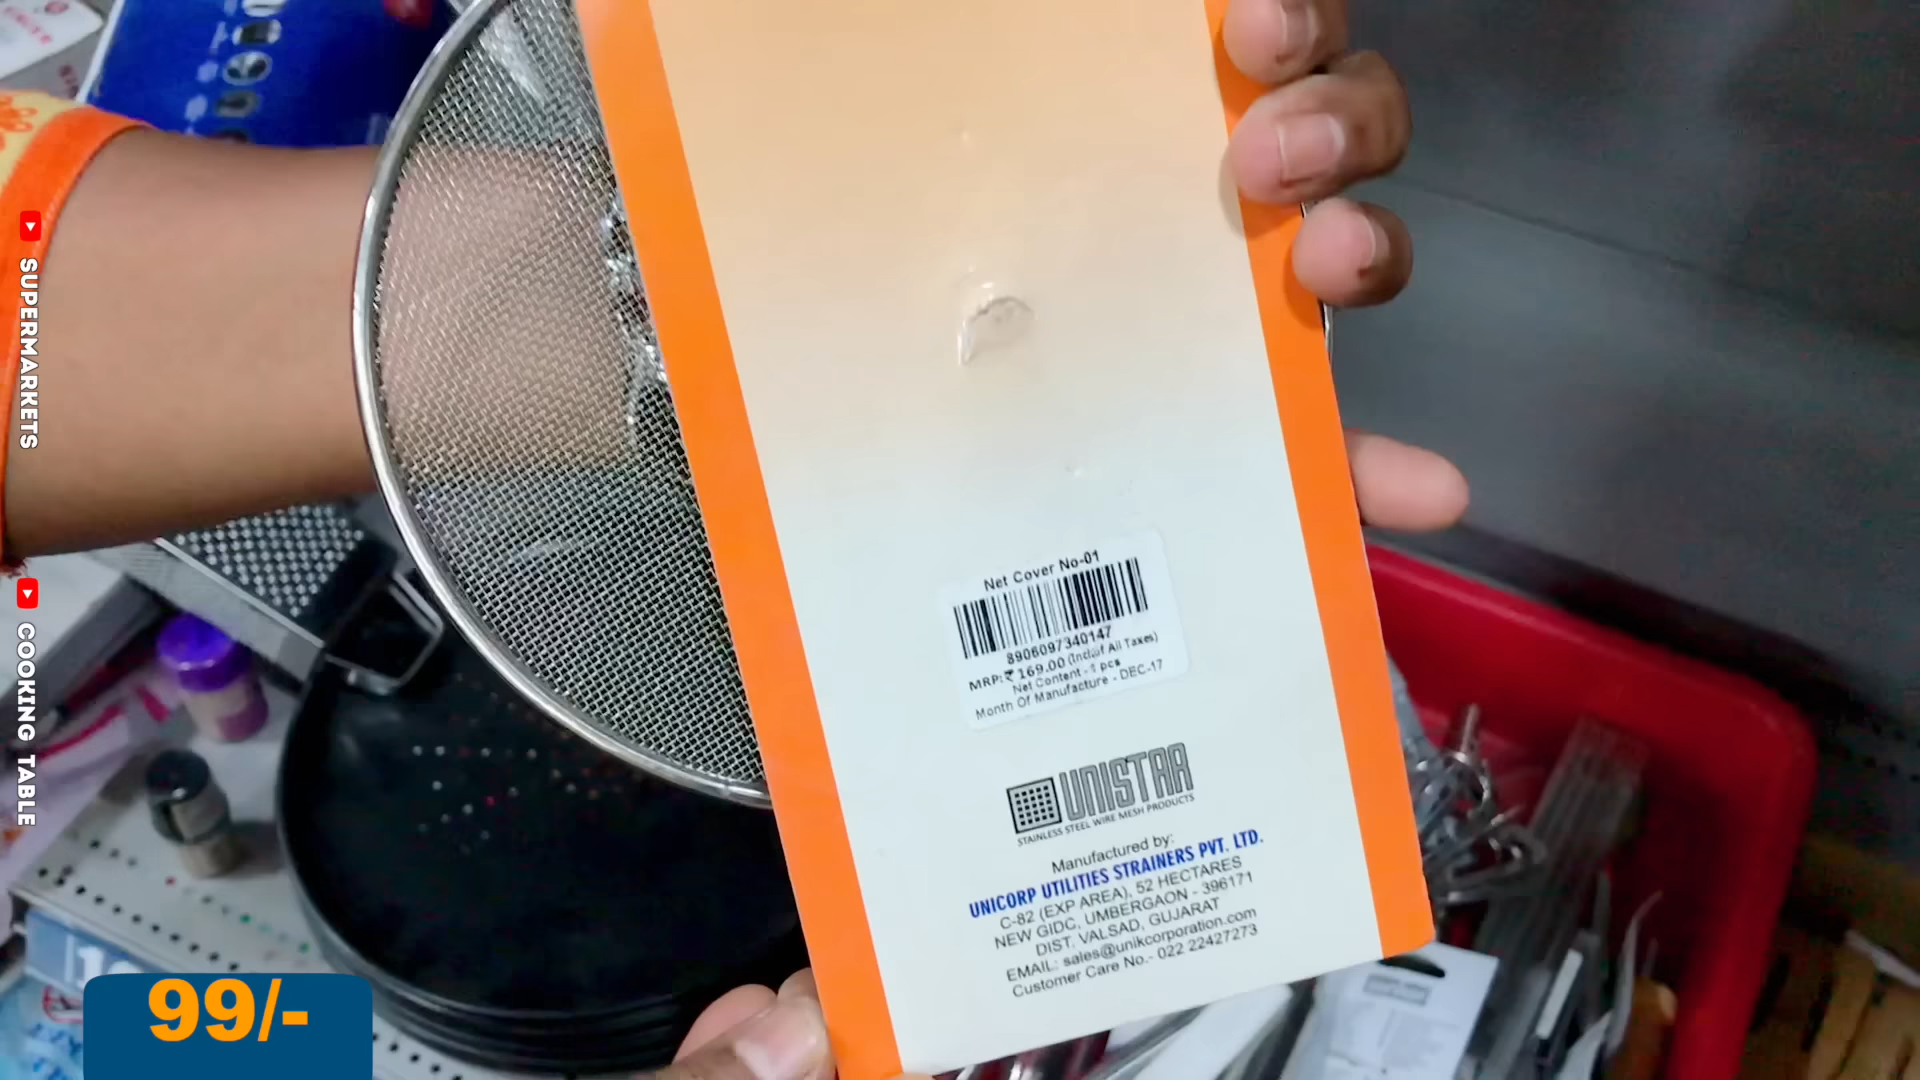 SUPERMARKETS
COOKING TABLE
Net Cover No-01
8906097340147
MRP:₹ 169.00 (Incl.of All Taxes)
Net Content - 1 pcs
Month Of Manufacture - DEC-17
UNISTAR
STAINLESS STEEL WIRE MESH PRODUCTS
Manufactured by:
UNICORP UTILITIES STRAINERS PVT. LTD.
C-82 (EXP AREA), 52 HECTARES
NEW GIDC, UMBERGAON - 396171
DIST. VALSAD, GUJARAT
EMAIL: sales@unikcorporation.com
Customer Care No.- 022 22427273
99/-